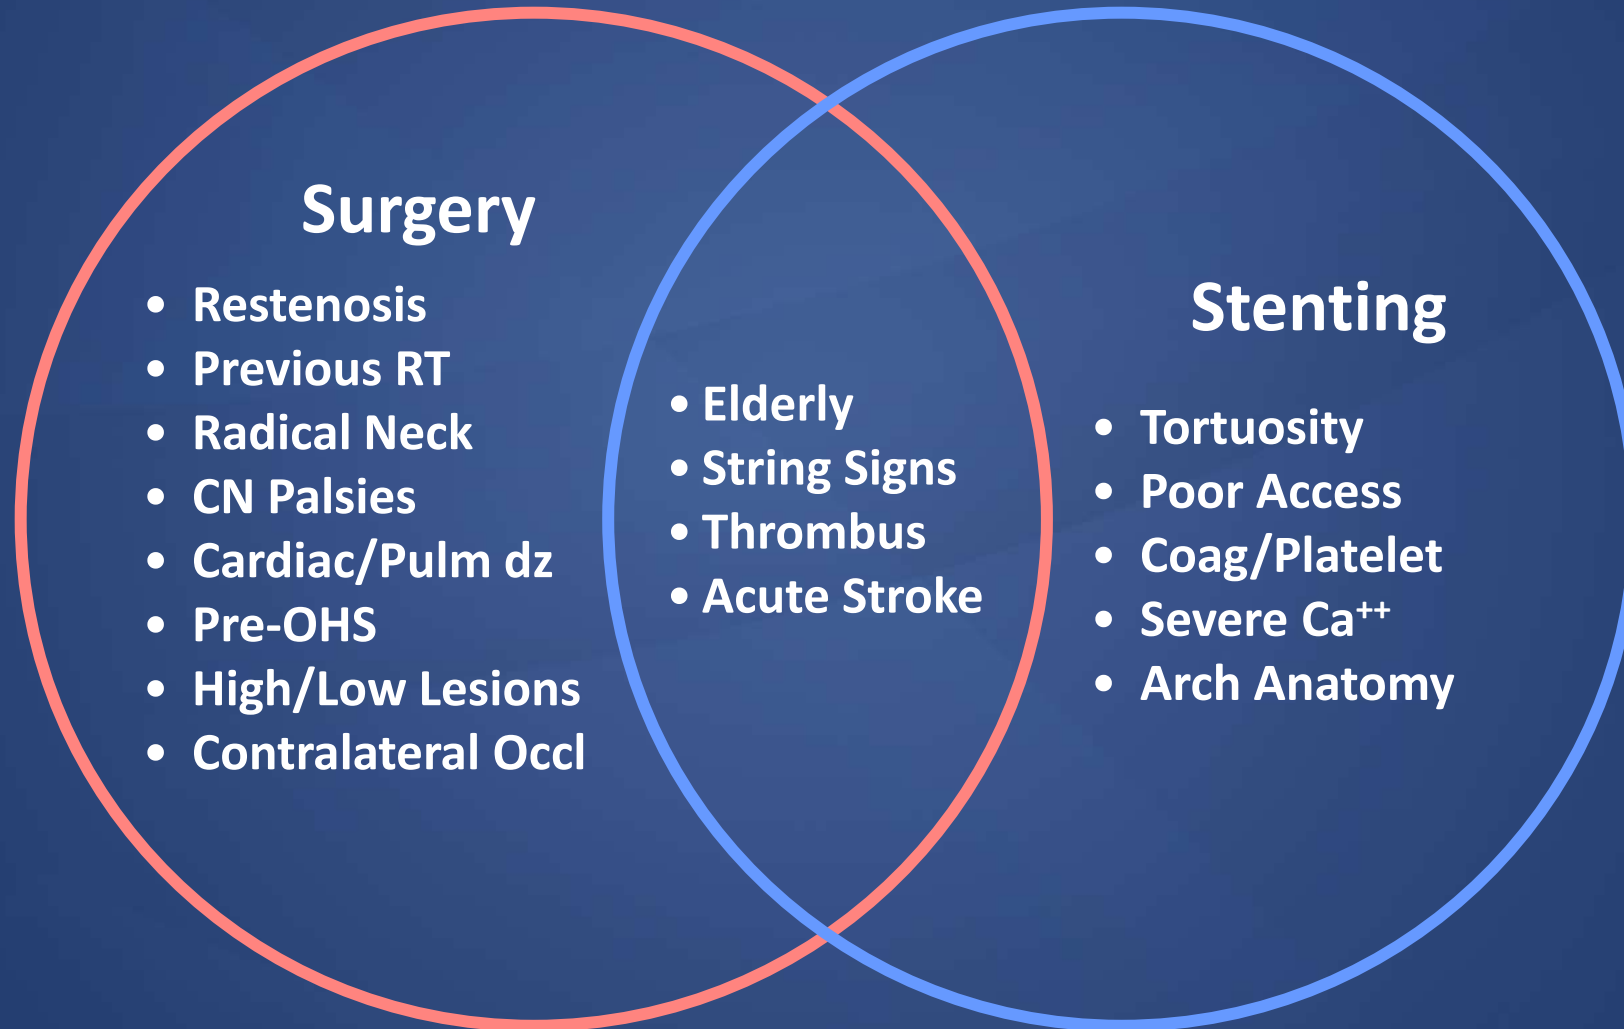 Surgery
• Restenosis
• Previous RT
• Radical Neck
• CN Palsies
• Cardiac/Pulm dz
• Pre-OHS
• High/Low Lesions
• Contralateral Occl
• Elderly
• String Signs
• Thrombus
• Acute Stroke
Stenting
• Tortuosity
• Poor Access
• Coag/Platelet
• Severe Ca⁺⁺
• Arch Anatomy